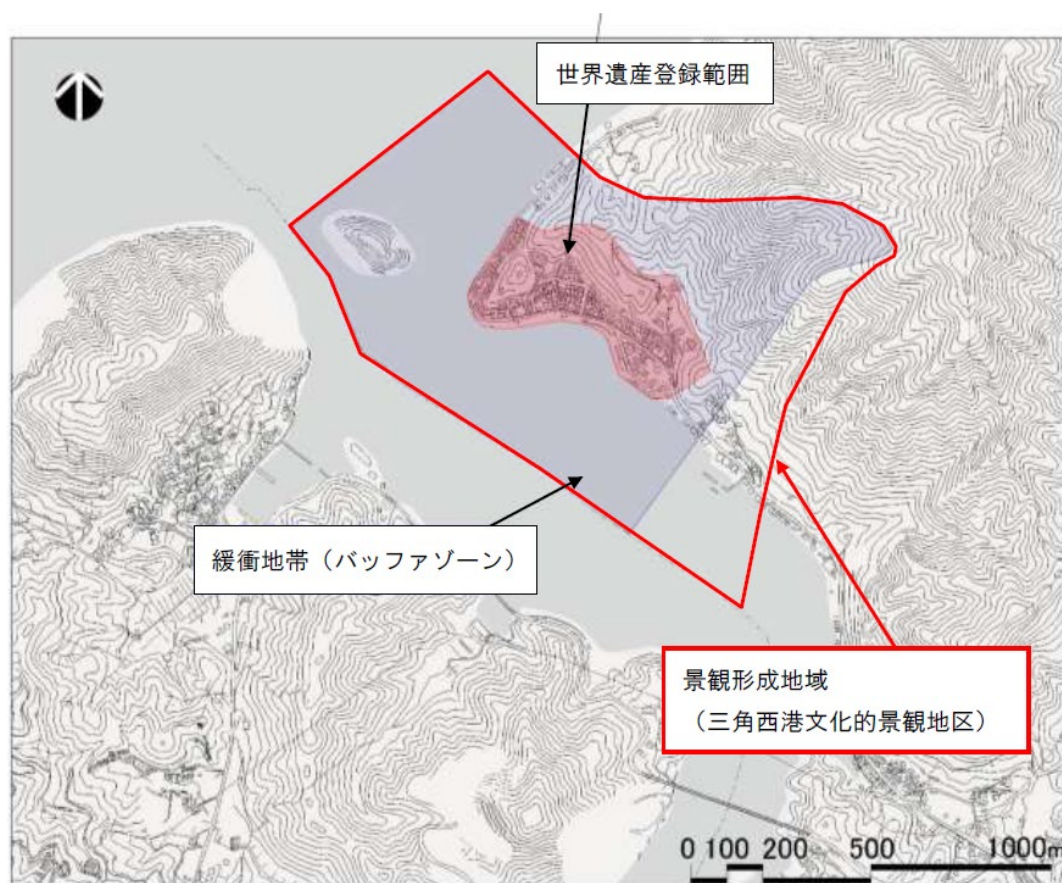 世界遺産登録範囲
緩衝地帯（バッファゾーン）
景観形成地域
（三角西港文化的景観地区）
0 100 200 500 1000m